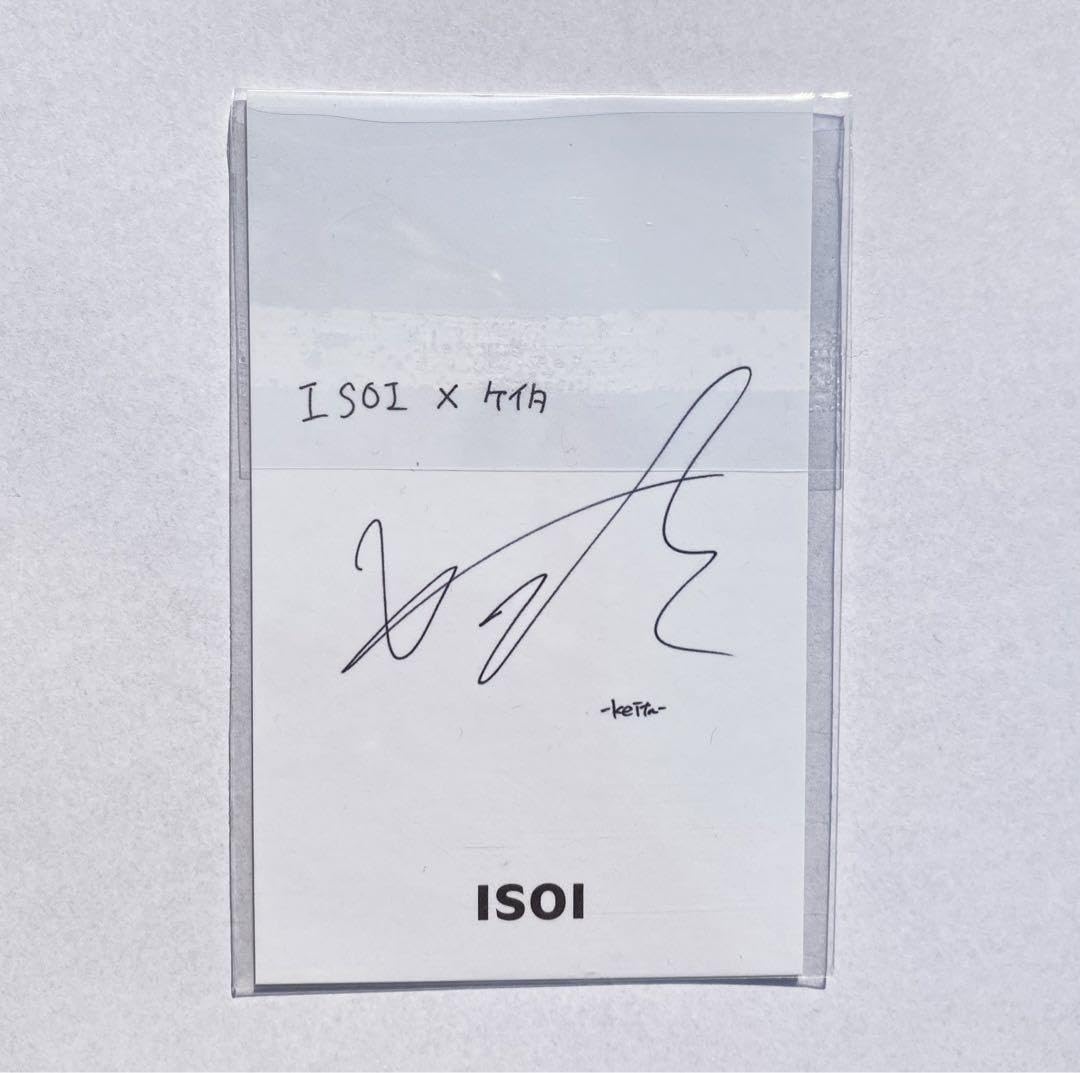 ISOI × ケイタ
-keita-
ISOI